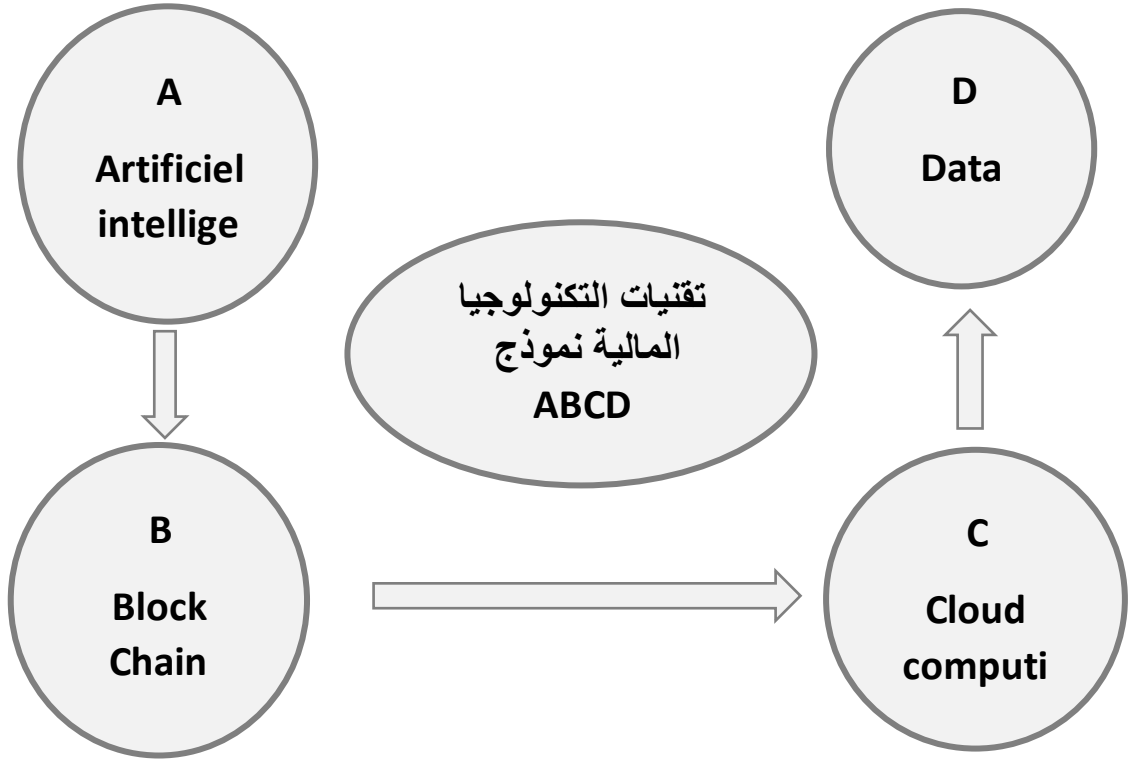 A
Artificiel
intellige
B
Block
Chain
تقنيات التكنولوجيا
المالية نموذج
ABCD
C
Cloud
computi
D
Data